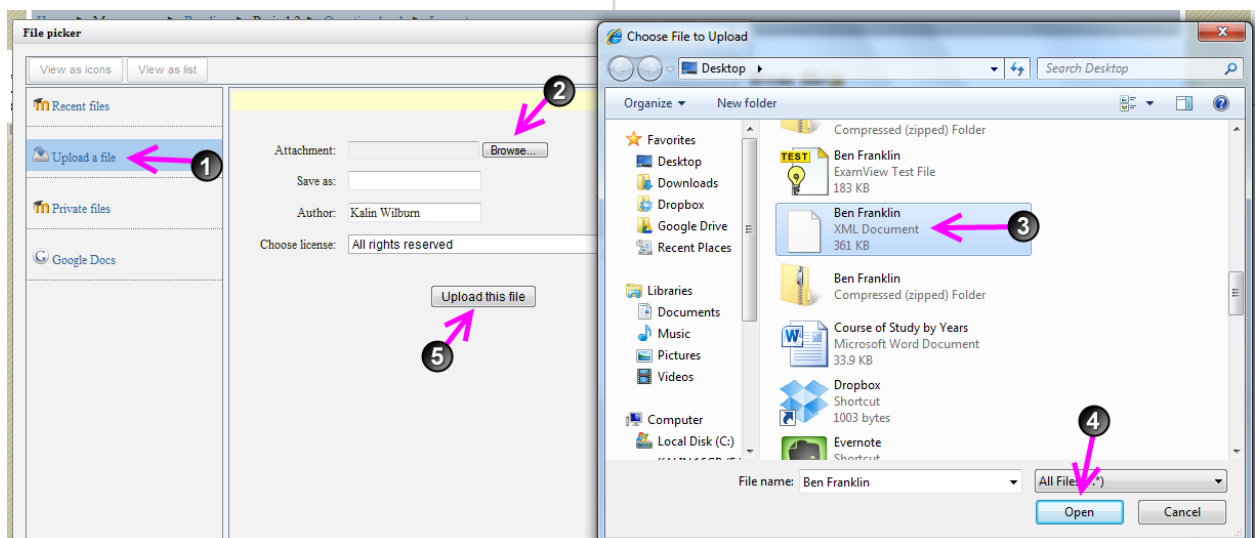 File picker
View as icons View as list
Recent files
1
Upload a file
Private files
Google Docs
2
Attachment: Browse...
Save as:
Author: Kalin Wilburn
Choose license: All rights reserved
Upload this file
5
Choose File to Upload
Desktop
Search Desktop
Organize New folder
Favorites
Desktop
Downloads
Dropbox
Google Drive
Recent Places
Libraries
Documents
Music
Pictures
Videos
Computer
Local Disk (C:)
Compressed (zipped) Folder
TEST
Ben Franklin
ExamView Test File
183 KB
Ben Franklin
XML Document
361 KB
3
Ben Franklin
Compressed (zipped) Folder
Course of Study by Years
Microsoft Word Document
33.9 KB
Dropbox
Shortcut
1003 bytes
Evernote
Shortcut
4
File name: Ben Franklin
All Files
Open Cancel